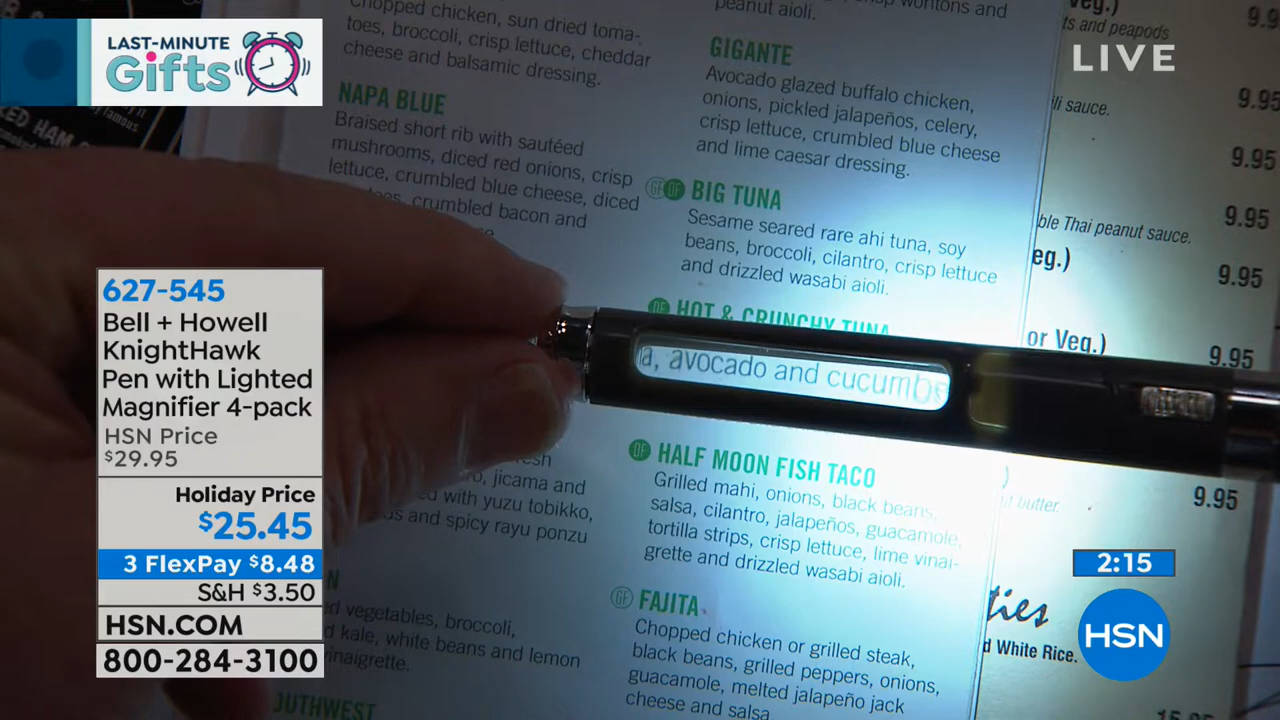 LAST-MINUTE
Gifts
LIVE
627-545
Bell + Howell
KnightHawk
Pen with Lighted
Magnifier 4-pack
HSN Price
$29.95
Holiday Price
$25.45
3 FlexPay $8.48
S&H $3.50
HSN.COM
800-284-3100
2:15
HSN
Chopped chicken, sun dried toma-
toes, broccoli, crisp lettuce, cheddar
cheese and balsamic dressing.
NAPA BLUE
Braised short rib with sautéed
mushrooms, diced red onions, crisp
lettuce, crumbled blue cheese, diced
crumbled bacon and
jicama and
with yuzu tobikko,
and spicy rayu ponzu
vegetables, broccoli,
kale, white beans and lemon
vinaigrette.
wontons and
peanut aioli.
GIGANTE
Avocado glazed buffalo chicken,
onions, pickled jalapeños, celery,
crisp lettuce, crumbled blue cheese
and lime caesar dressing.
GF DF BIG TUNA
Sesame seared rare ahi tuna, soy
beans, broccoli, cilantro, crisp lettuce
and drizzled wasabi aioli.
DF HOT & CRUNCHY TUNA
a, avocado and cucumb
DF HALF MOON FISH TACO
Grilled mahi, onions, black beans,
salsa, cilantro, jalapeños, guacamole,
tortilla strips, crisp lettuce, lime vinai-
grette and drizzled wasabi aioli.
GF FAJITA
Chopped chicken or grilled steak,
black beans, grilled peppers, onions,
guacamole, melted jalapeño jack
cheese and salsa.
Veg.)
and peapods
sauce.
9.95
9.95
9.95
Thai peanut sauce.
9.95
or Veg.)
9.95
butter.
9.95
White Rice.